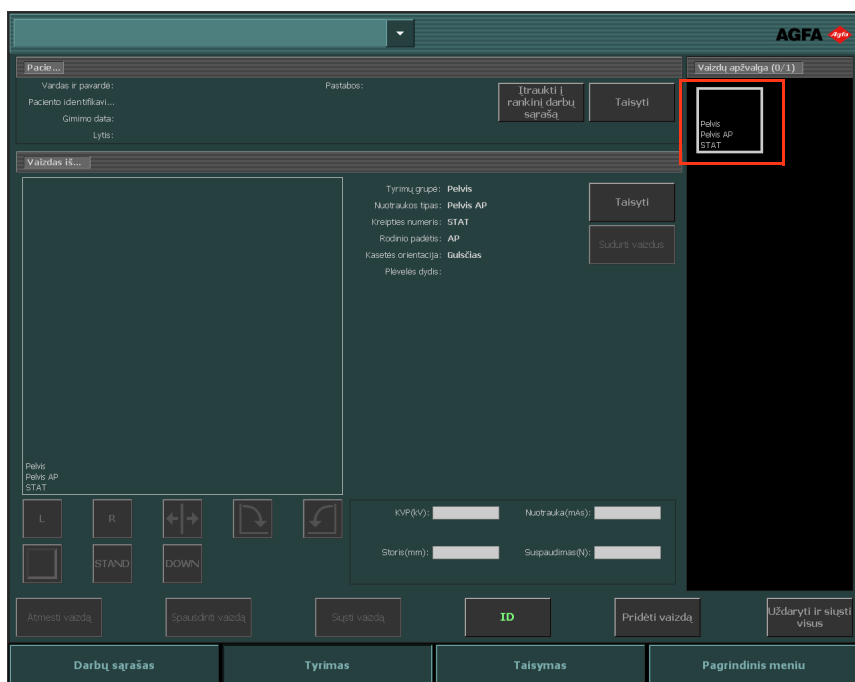 AGFA Agfa
Pacie...
Vaizdų apžvalga (0/1)
Vardas ir pavardė:
Pastabos:
Paciento identifikavi...
Gimimo data:
Lytis:
Įtraukti į
rankinį darbų
sąrašą
Taisyti
Pelvis
Pelvis AP
STAT
Vaizdas iš...
Tyrimų grupė: Pelvis
Nuotraukos tipas: Pelvis AP
Kreipties numeris: STAT
Rodinio padėtis: AP
Kasetės orientacija: Gulsčias
Plėvelės dydis:
Taisyti
Sudurti vaizdus
Pelvis
Pelvis AP
STAT
L
R
STAND
DOWN
KVP(kV):
Nuotrauka(mAs):
Storis(mm):
Suspaudimas(N):
Atmesti vaizdą
Spausdinti vaizdą
Siųsti vaizdą
ID
Pridėti vaizdą
Uždaryti ir siųsti
visus
Darbų sąrašas
Tyrimas
Taisymas
Pagrindinis meniu